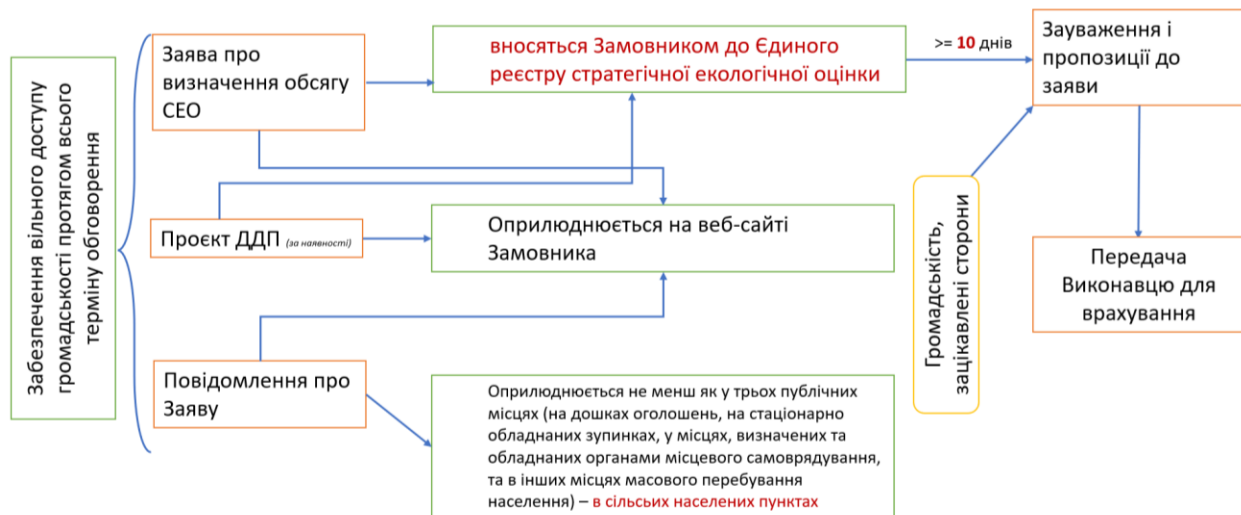 Забезпечення вільного доступу
громадськості протягом всього
терміну обговорення
Заява про
визначення обсягу
СЕО
вносяться Замовником до Єдиного
реєстру стратегічної екологічної оцінки
>= 10 днів
Зауваження і
пропозиції до
заяви
Проєкт ДДП (за наявності)
Оприлюднюється на веб-сайті
Замовника
Громадськість,
зацікавлені сторони
Передача
Виконавцю для
врахування
Повідомлення про
Заяву
Оприлюднюється не менш як у трьох публічних
місцях (на дошках оголошень, на стаціонарно
обладнаних зупинках, у місцях, визначених та
обладнаних органами місцевого самоврядування,
та в інших місцях масового перебування
населення) – в сільсьих населених пунктах